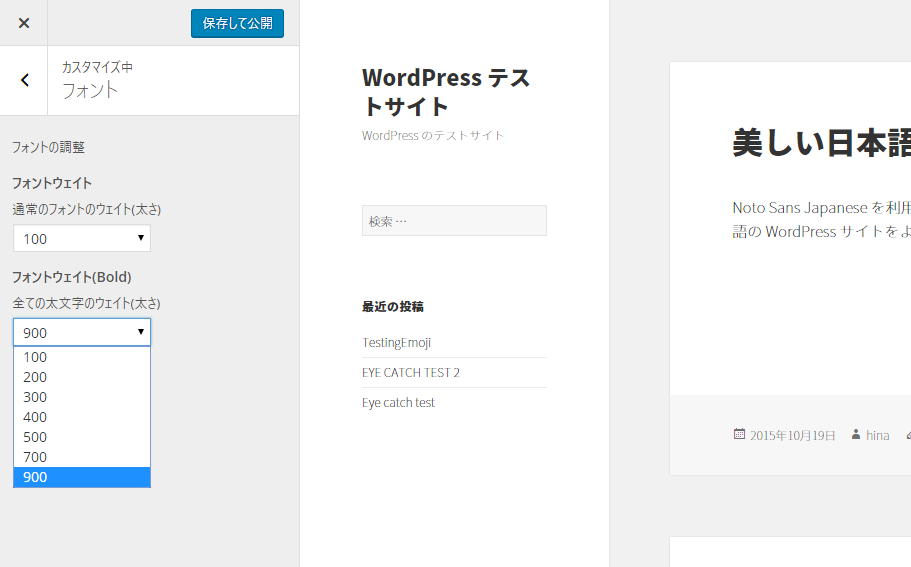 保存して公開
カスタマイズ中
フォント
フォントの調整
フォントウェイト
通常のフォントのウェイト(太さ)
100
フォントウェイト(Bold)
全ての太文字のウェイト(太さ)
900
100
200
300
400
500
700
900
WordPress テス
トサイト
WordPress のテストサイト
検索 …
最近の投稿
TestingEmoji
EYE CATCH TEST 2
Eye catch test
美しい日本語
Noto Sans Japanese を利用
語の WordPress サイトをよ
2015年10月19日 hina